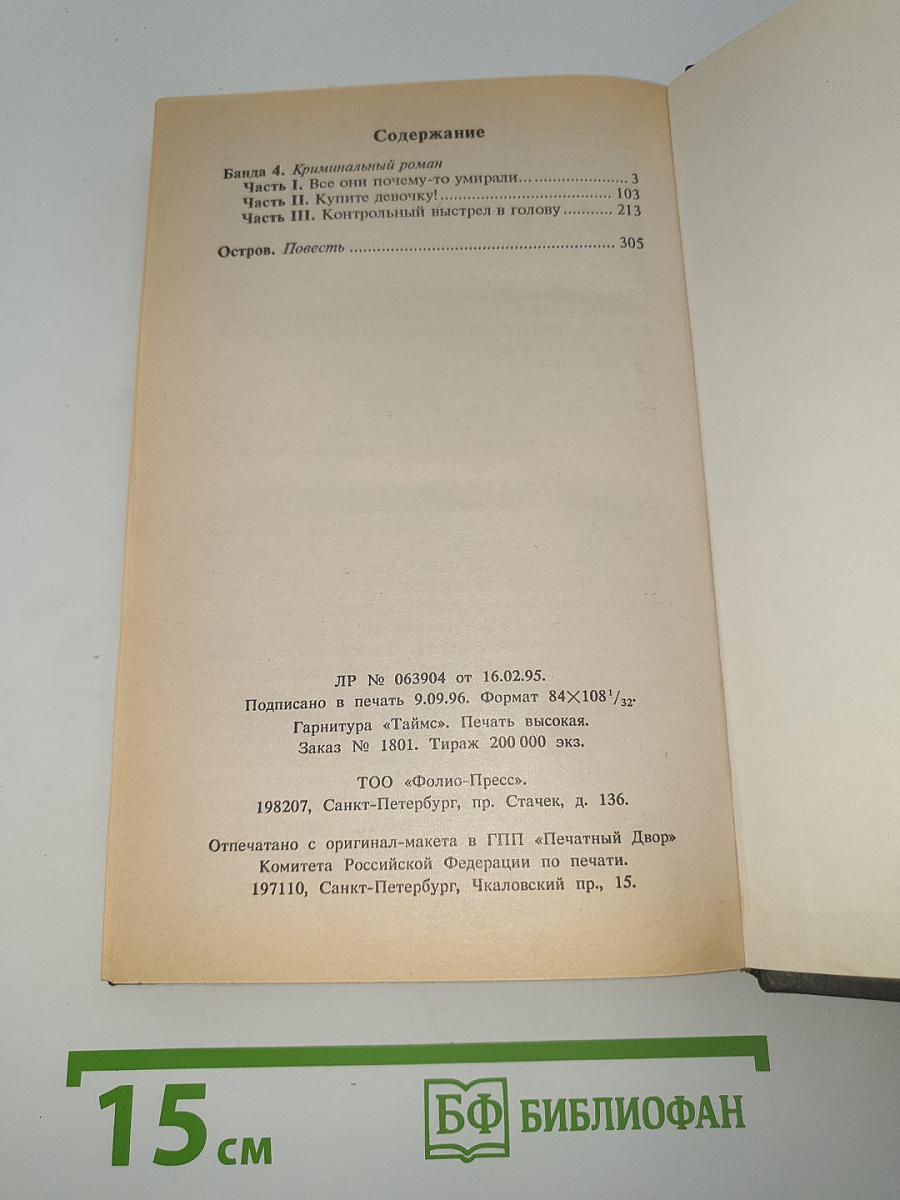 Содержание
Банда 4. Криминальный роман
Часть I. Все они почему-то умирали... 3
Часть II. Купите девочку! 103
Часть III. Контрольный выстрел в голову 213
Остров. Повесть 305
ЛР № 063904 от 16.02.95.
Подписано в печать 9.09.96. Формат 84×108 1/32.
Гарнитура «Таймс». Печать высокая.
Заказ № 1801. Тираж 200 000 экз.
ТОО «Фолио-Пресс».
198207, Санкт-Петербург, пр. Стачек, д. 136.
Отпечатано с оригинал-макета в ГПП «Печатный Двор»
Комитета Российской Федерации по печати.
197110, Санкт-Петербург, Чкаловский пр., 15.
15 см
БФ БИБЛИОФАН